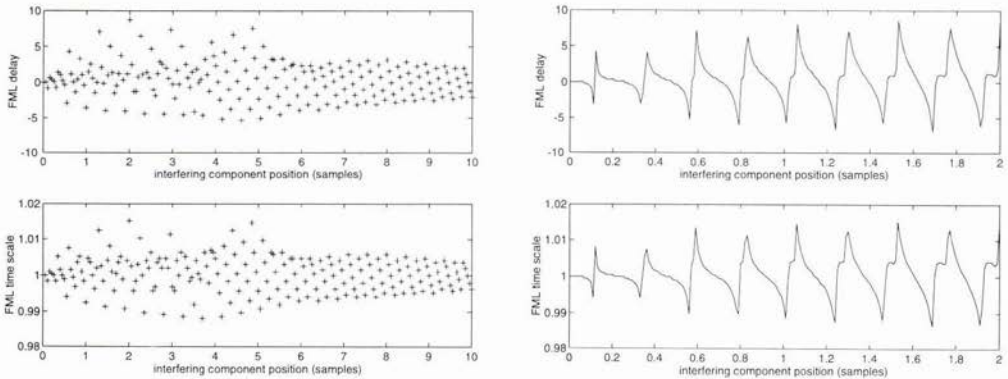 10
5
0
-5
-10
FML delay
0 1 2 3 4 5 6 7 8 9 10
interfering component position (samples)
10
5
0
-5
-10
FML delay
0 0.2 0.4 0.6 0.8 1 1.2 1.4 1.6 1.8 2
interfering component position (samples)
1.02
1.01
1
0.99
0.98
FML time scale
0 1 2 3 4 5 6 7 8 9 10
interfering component position (samples)
1.02
1.01
1
0.99
0.98
FML time scale
0 0.2 0.4 0.6 0.8 1 1.2 1.4 1.6 1.8 2
interfering component position (samples)